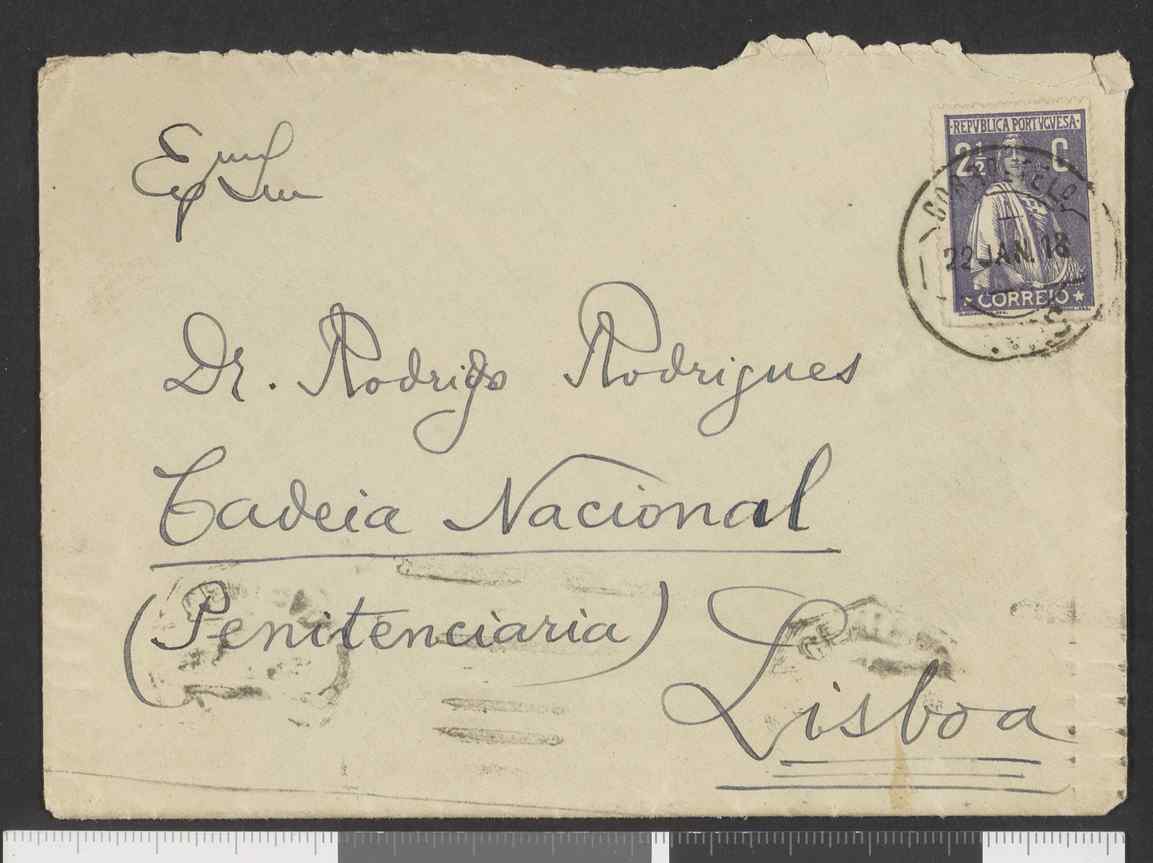 Exmo Snr
Dr. Rodrigo Rodrigues
Cadeia Nacional
(Penitenciaria)
Lisboa.
·REPVBLICA PORTVGVESA·
2½ C
22 JAN. 18
CORREIO